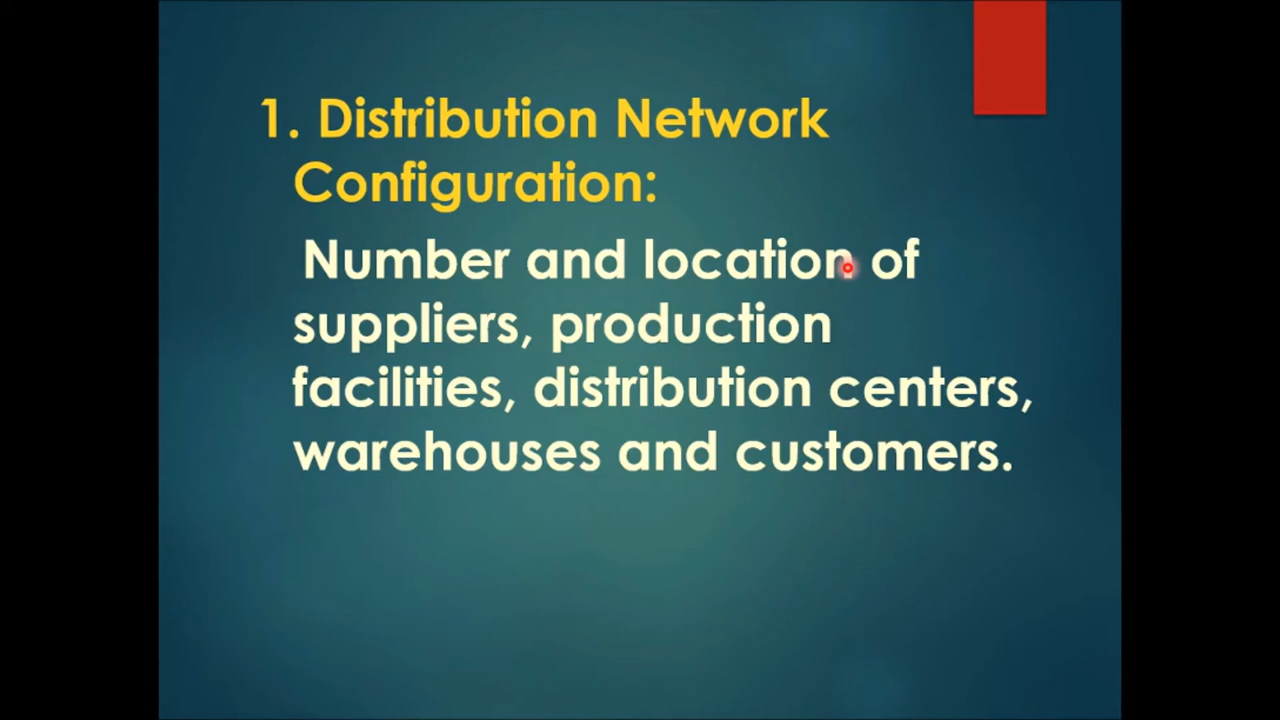 1. Distribution Network
Configuration:
Number and location of
suppliers, production
facilities, distribution centers,
warehouses and customers.